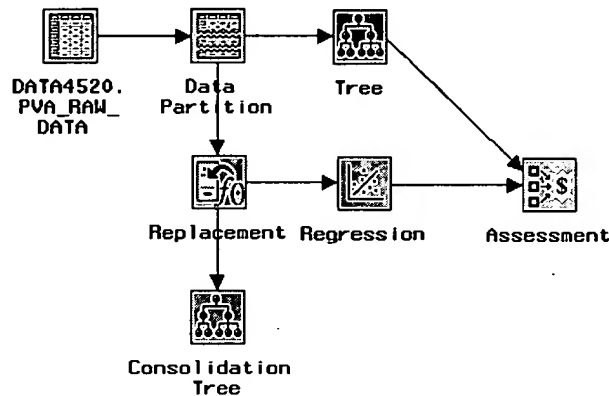 DATA4520.
PVA_RAW_
DATA
Data
Partition
Tree
Replacement
f()
Regression
$
Assessment
Consolidation
Tree